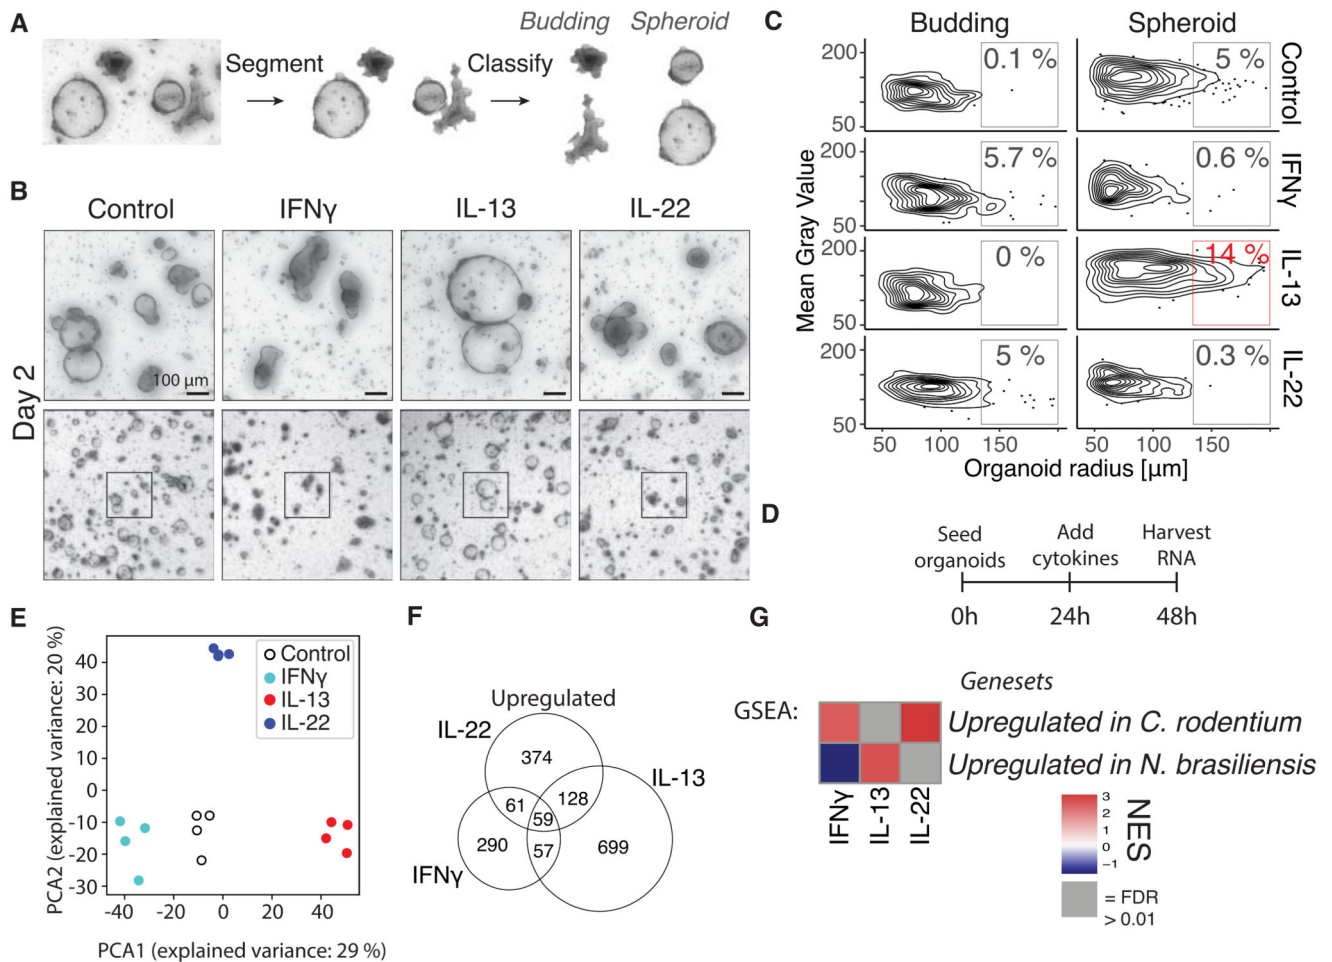 A
Budding Spheroid
Segment
Classify
B
Control IFNγ IL-13 IL-22
Day 2
100 µm
C
Budding Spheroid
Mean Gray Value
200
50
0.1 %
5 %
Control
200
50
5.7 %
0.6 %
IFNγ
200
50
0 %
14 %
IL-13
200
50
5 %
0.3 %
IL-22
50 100 150 50 100 150
Organoid radius [µm]
D
Seed organoids
Add cytokines
Harvest RNA
0h 24h 48h
E
PCA2 (explained variance: 20 %)
40
30
20
10
0
-10
-20
-30
Control
IFNγ
IL-13
IL-22
-40 -20 0 20 40
PCA1 (explained variance: 29 %)
F
Upregulated
IL-22
374
IL-13
61 128
59
290 57 699
IFNγ
G
Genesets
GSEA:
Upregulated in C. rodentium
Upregulated in N. brasiliensis
IFNγ
IL-13
IL-22
3
2
1
0
-1
NES
= FDR
> 0.01